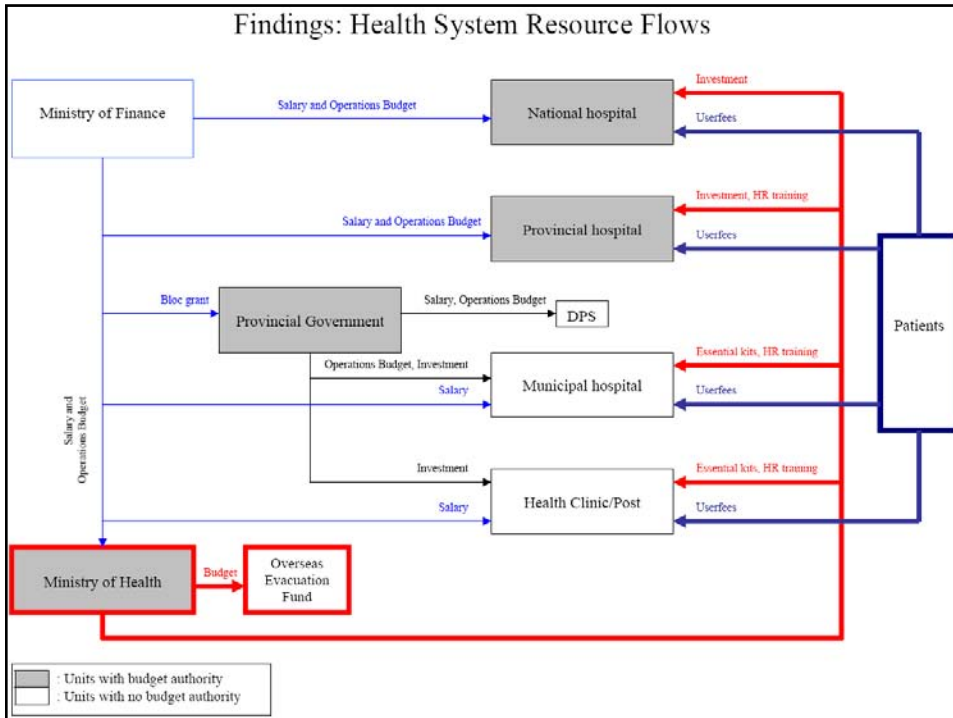 Findings: Health System Resource Flows
Ministry of Finance
Salary and Operations Budget
National hospital
Investment
Userfees
Salary and Operations Budget
Provincial hospital
Investment, HR training
Userfees
Bloc grant
Provincial Government
Salary, Operations Budget
DPS
Patients
Operations Budget, Investment
Salary
Municipal hospital
Essential kits, HR training
Userfees
Salary and
Operations Budget
Investment
Salary
Health Clinic/Post
Essential kits, HR training
Userfees
Ministry of Health
Budget
Overseas
Evacuation
Fund
: Units with budget authority
: Units with no budget authority